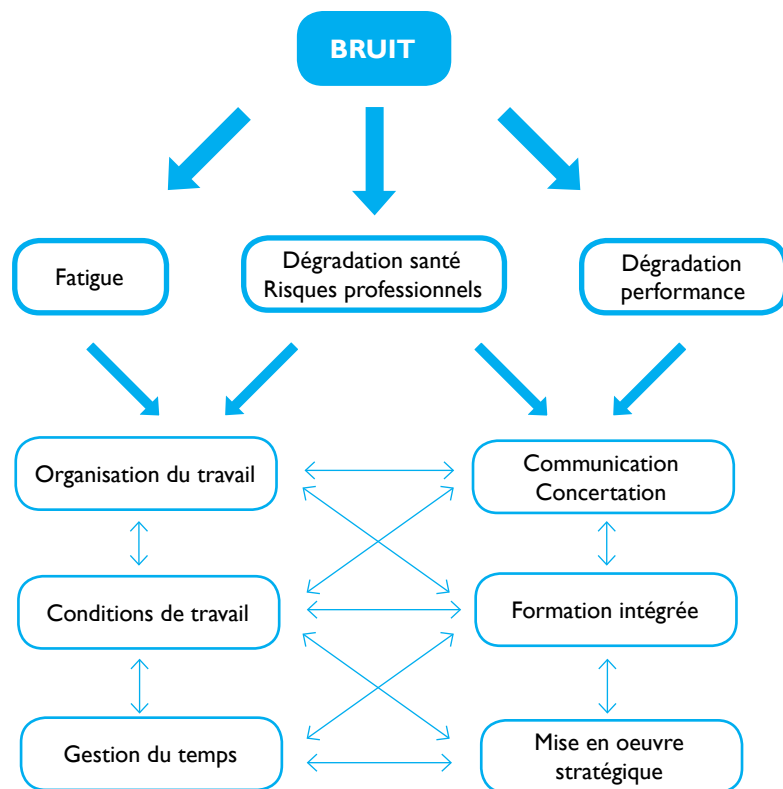 BRUIT
Fatigue
Dégradation santé
Risques professionnels
Dégradation
performance
Organisation du travail
Communication
Concertation
Conditions de travail
Formation intégrée
Gestion du temps
Mise en oeuvre
stratégique